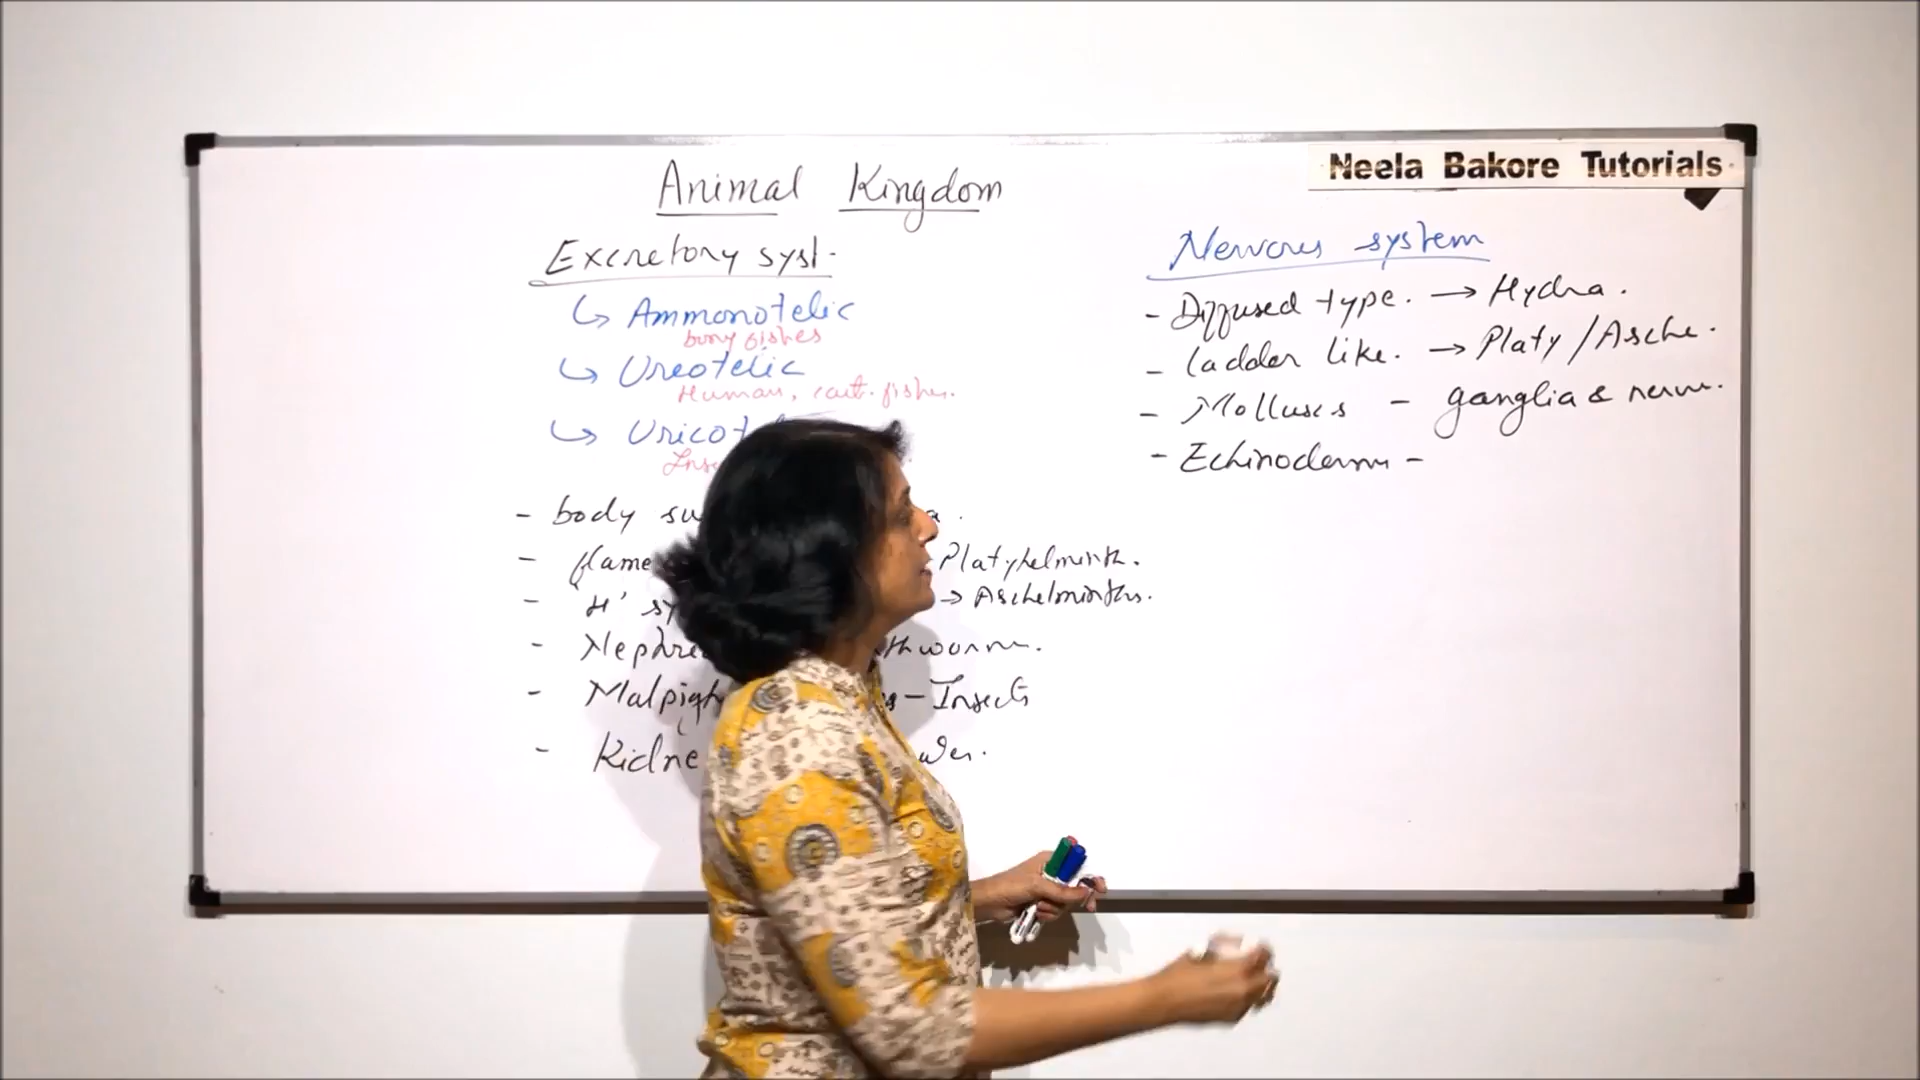 Animal Kingdom
Neela Bakore Tutorials
Excretory syst.
↳ Ammonotelic
bony fishes
↳ Ureotelic
Human, cart. fishes.
↳ Uricot
Inse
- body su
- flame Platyhelminth.
- 'H' sy → Aschelminths.
- Nephri thworm.
- Malpigh - Insects
- Kidne
Nervous system
- Diffused type. → Hydra.
- ladder like. → Platy/Asche.
- Molluscs - ganglia & nerve.
- Echinoderm -